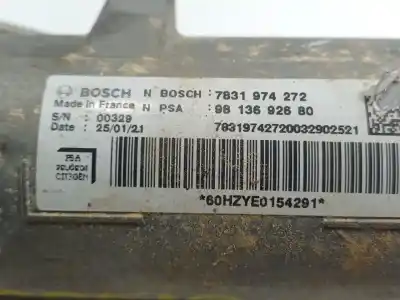 BOSCH N BOSCH: 7831 974 272
Made in France N PSA : 98 136 926 80
S/N : 00329
Date : 25/01/21 78319742720032902521
PSA
PEUGEOT
CITROËN
*60HZYE0154291*